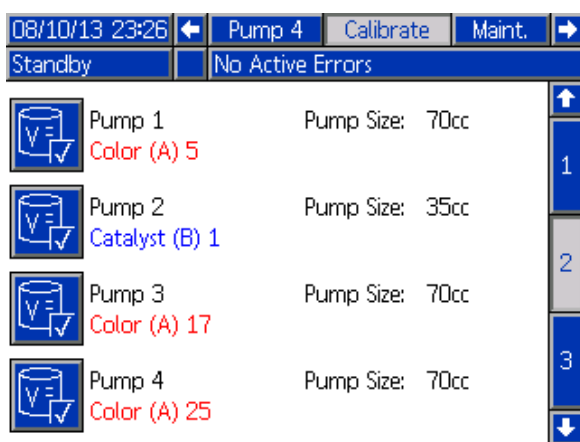 08/10/13 23:26 Pump 4 Calibrate Maint.
Standby No Active Errors
Pump 1 Pump Size: 70cc
Color (A) 5
1
Pump 2 Pump Size: 35cc
Catalyst (B) 1
2
Pump 3 Pump Size: 70cc
Color (A) 17
3
Pump 4 Pump Size: 70cc
Color (A) 25